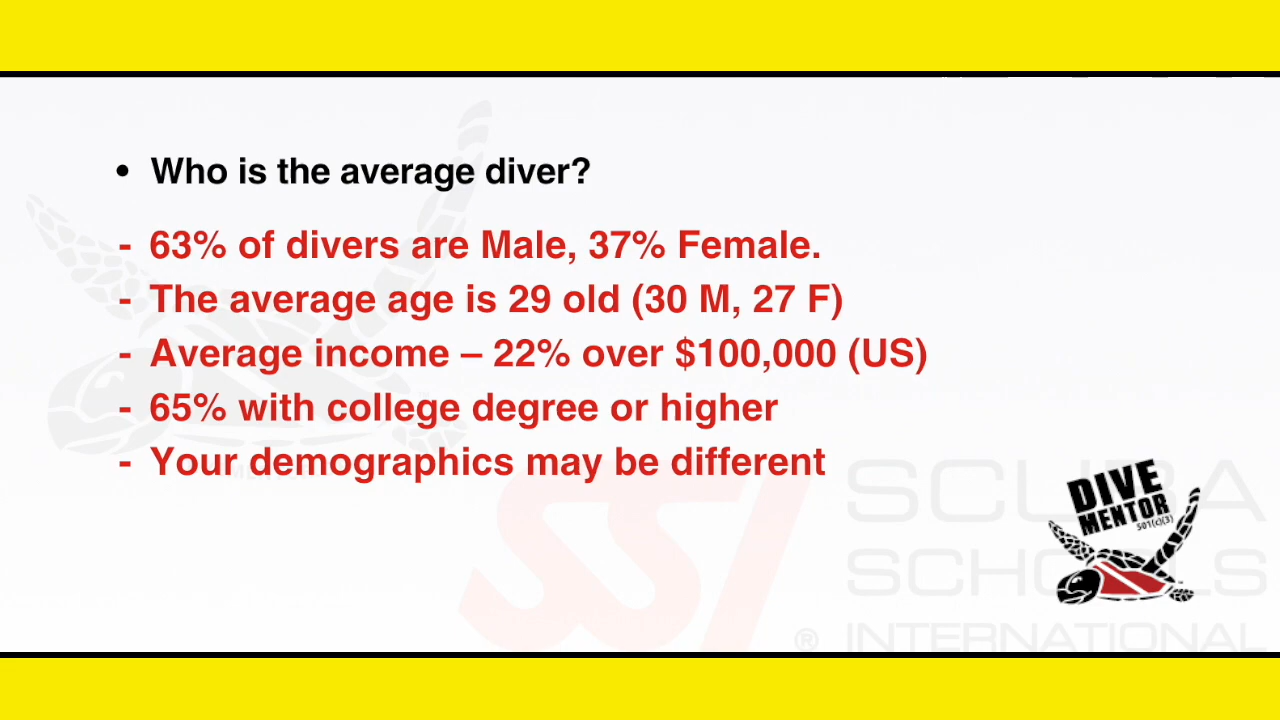 • Who is the average diver?
- 63% of divers are Male, 37% Female.
- The average age is 29 old (30 M, 27 F)
- Average income – 22% over $100,000 (US)
- 65% with college degree or higher
- Your demographics may be different
DIVE
MENTOR
501(c)(3)
SSI
SCUBA
SCHOOLS
® INTERNATIONAL